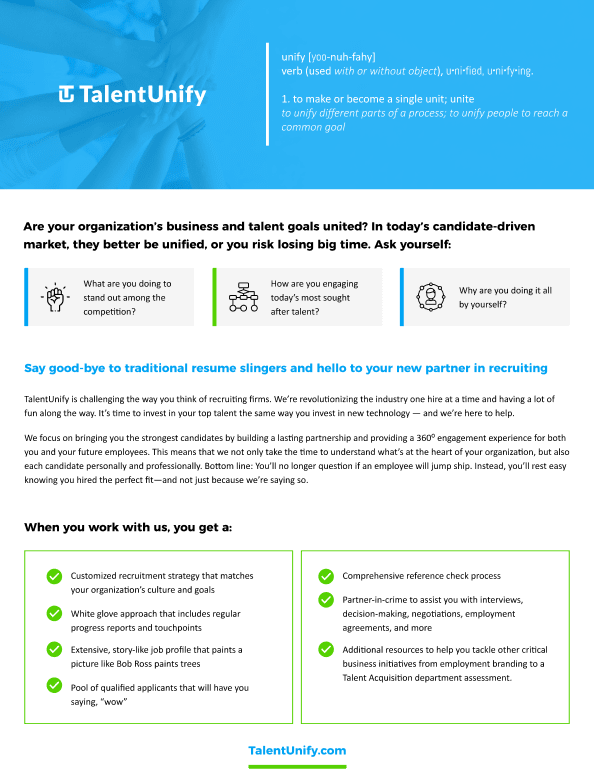 TalentUnify
unify [yoo-nuh-fahy]
verb (used with or without object), u·ni·fied, u·ni·fy·ing.
1. to make or become a single unit; unite
to unify different parts of a process; to unify people to reach a
common goal
Are your organization's business and talent goals united? In today's candidate-driven
market, they better be unified, or you risk losing big time. Ask yourself:
What are you doing to
stand out among the
competition?
How are you engaging
today's most sought
after talent?
Why are you doing it all
by yourself?
Say good-bye to traditional resume slingers and hello to your new partner in recruiting
TalentUnify is challenging the way you think of recruiting firms. We're revolutionizing the industry one hire at a time and having a lot of
fun along the way. It's time to invest in your top talent the same way you invest in new technology — and we're here to help.
We focus on bringing you the strongest candidates by building a lasting partnership and providing a 360º engagement experience for both
you and your future employees. This means that we not only take the time to understand what's at the heart of your organization, but also
each candidate personally and professionally. Bottom line: You'll no longer question if an employee will jump ship. Instead, you'll rest easy
knowing you hired the perfect fit—and not just because we're saying so.
When you work with us, you get a:
Customized recruitment strategy that matches
your organization's culture and goals
White glove approach that includes regular
progress reports and touchpoints
Extensive, story-like job profile that paints a
picture like Bob Ross paints trees
Pool of qualified applicants that will have you
saying, "wow"
Comprehensive reference check process
Partner-in-crime to assist you with interviews,
decision-making, negotiations, employment
agreements, and more
Additional resources to help you tackle other critical
business initiatives from employment branding to a
Talent Acquisition department assessment.
TalentUnify.com